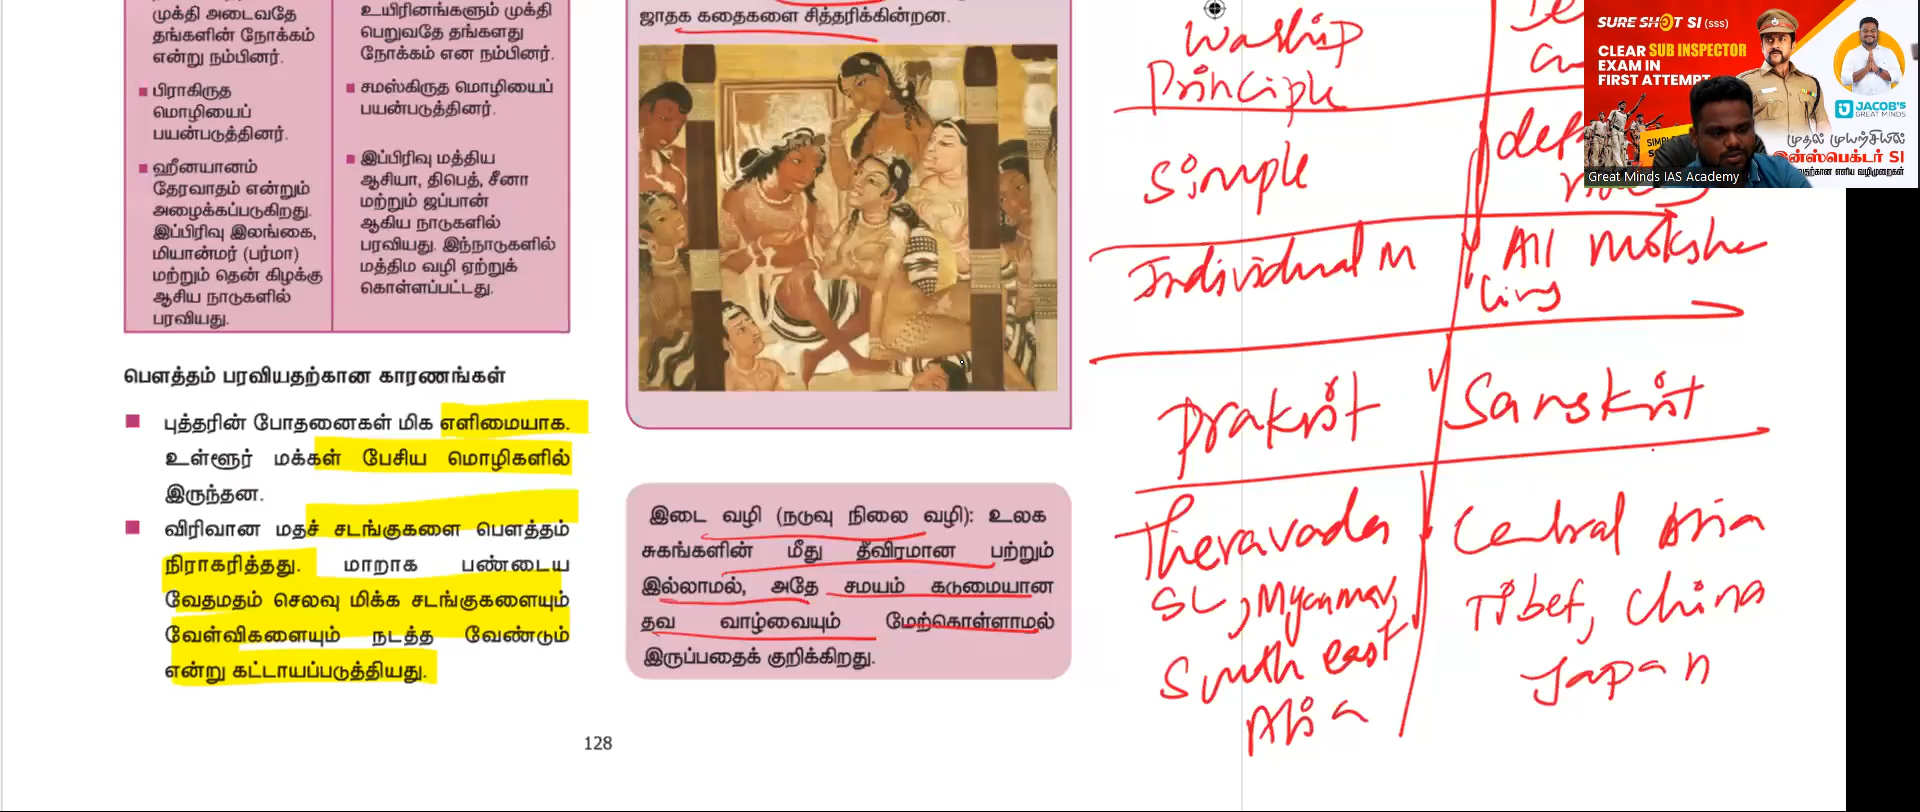 முக்தி அடைவதே
தங்களின் நோக்கம்
என்று நம்பினர்.
பிராகிருத
மொழியைப்
பயன்படுத்தினர்.
ஹீனயானம்
தேரவாதம் என்றும்
அழைக்கப்படுகிறது.
இப்பிரிவு இலங்கை,
மியான்மர் (பர்மா)
மற்றும் தென் கிழக்கு
ஆசிய நாடுகளில்
பரவியது.
உயிரினங்களும் முக்தி
பெறுவதே தங்களது
நோக்கம் என நம்பினர்.
சமஸ்கிருத மொழியைப்
பயன்படுத்தினர்.
இப்பிரிவு மத்திய
ஆசியா, திபெத், சீனா
மற்றும் ஜப்பான்
ஆகிய நாடுகளில்
பரவியது. இந்நாடுகளில்
மத்திம வழி ஏற்றுக்
கொள்ளப்பட்டது.
பௌத்தம் பரவியதற்கான காரணங்கள்
புத்தரின் போதனைகள் மிக எளிமையாக.
உள்ளூர் மக்கள் பேசிய மொழிகளில்
இருந்தன.
விரிவான மதச் சடங்குகளை பௌத்தம்
நிராகரித்தது. மாறாக பண்டைய
வேதமதம் செலவு மிக்க சடங்குகளையும்
வேள்விகளையும் நடத்த வேண்டும்
என்று கட்டாயப்படுத்தியது.
ஜாதக கதைகளை சித்தரிக்கின்றன.
இடை வழி (நடுவு நிலை வழி): உலக
சுகங்களின் மீது தீவிரமான பற்றும்
இல்லாமல், அதே சமயம் கடுமையான
தவ வாழ்வையும் மேற்கொள்ளாமல்
இருப்பதைக் குறிக்கிறது.
128
Worship
Principle
Simple
Individual M
All Moksha
living
Prakrit
Sanskrit
Theravada
SL, Myanmar,
South east
Asia
Central Asia
Tibet, China
Japan
SURE SHOT SI (SSS)
CLEAR SUB INSPECTOR
EXAM IN
FIRST ATTEMPT
JACOB'S
GREAT MINDS
முதல் முயற்சியில்
இன்ஸ்பெக்டர் SI
Great Minds IAS Academy